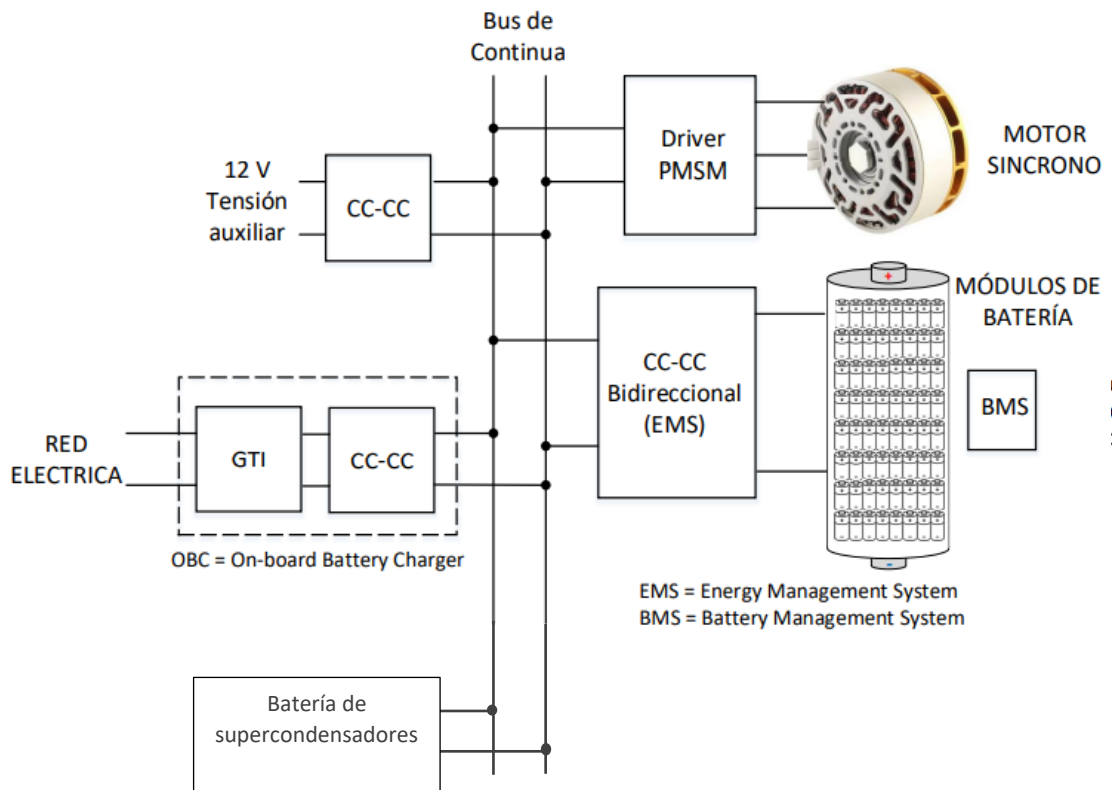 Bus de
Continua
Driver
PMSM
MOTOR
SINCRONO
12 V
Tensión
auxiliar
CC-CC
MÓDULOS DE
BATERÍA
CC-CC
Bidireccional
(EMS)
BMS
RED
ELECTRICA
GTI
CC-CC
OBC = On-board Battery Charger
EMS = Energy Management System
BMS = Battery Management System
Batería de
supercondensadores